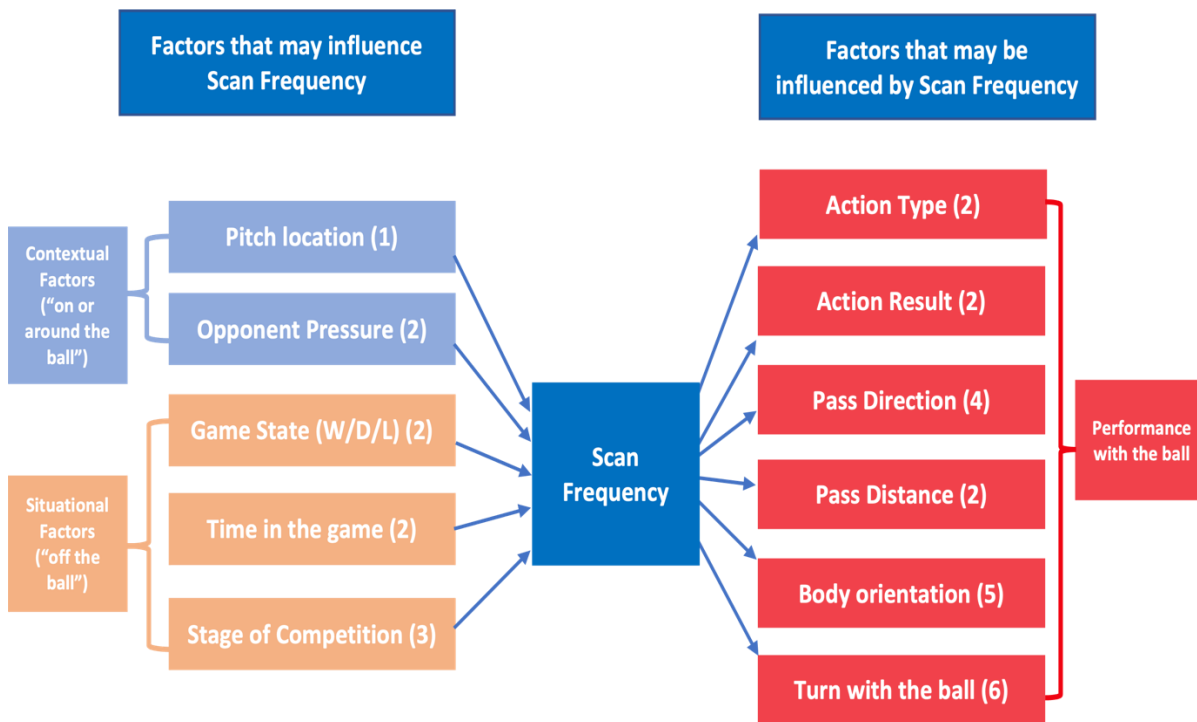 Factors that may influence
Scan Frequency
Factors that may be
influenced by Scan Frequency
Contextual
Factors
(“on or
around the
ball”)
Pitch location (1)
Opponent Pressure (2)
Situational
Factors
(“off the
ball”)
Game State (W/D/L) (2)
Time in the game (2)
Stage of Competition (3)
Scan
Frequency
Action Type (2)
Action Result (2)
Pass Direction (4)
Pass Distance (2)
Body orientation (5)
Turn with the ball (6)
Performance
with the ball